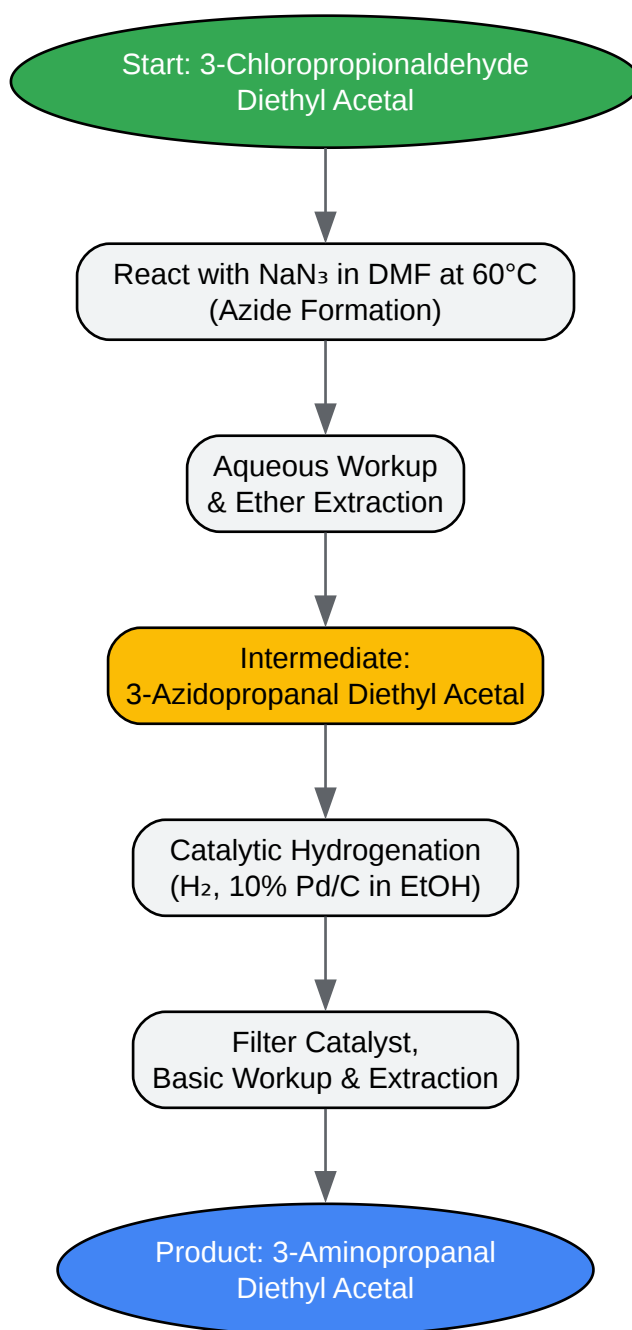 Start: 3-Chloropropionaldehyde
Diethyl Acetal
React with NaN₃ in DMF at 60°C
(Azide Formation)
Aqueous Workup
& Ether Extraction
Intermediate:
3-Azidopropanal Diethyl Acetal
Catalytic Hydrogenation
(H₂, 10% Pd/C in EtOH)
Filter Catalyst,
Basic Workup & Extraction
Product: 3-Aminopropanal
Diethyl Acetal